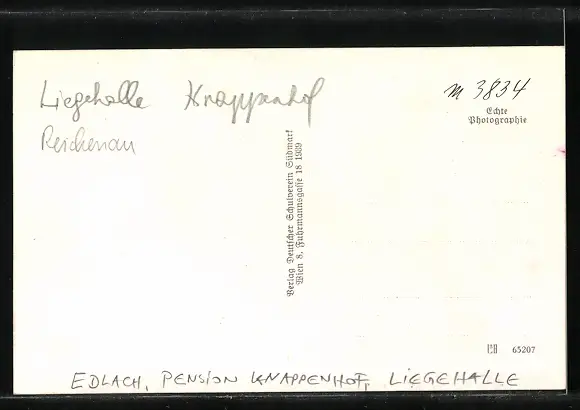 Liegehalle Knappenhof
Reichenau
m 3834
Echte
Photographie
Verlag Deutscher Schulverein Südmark
Wien 8. Fuhrmannsgasse 18 1909
65207
EDLACH, PENSION KNAPPENHOF, LIEGEHALLE